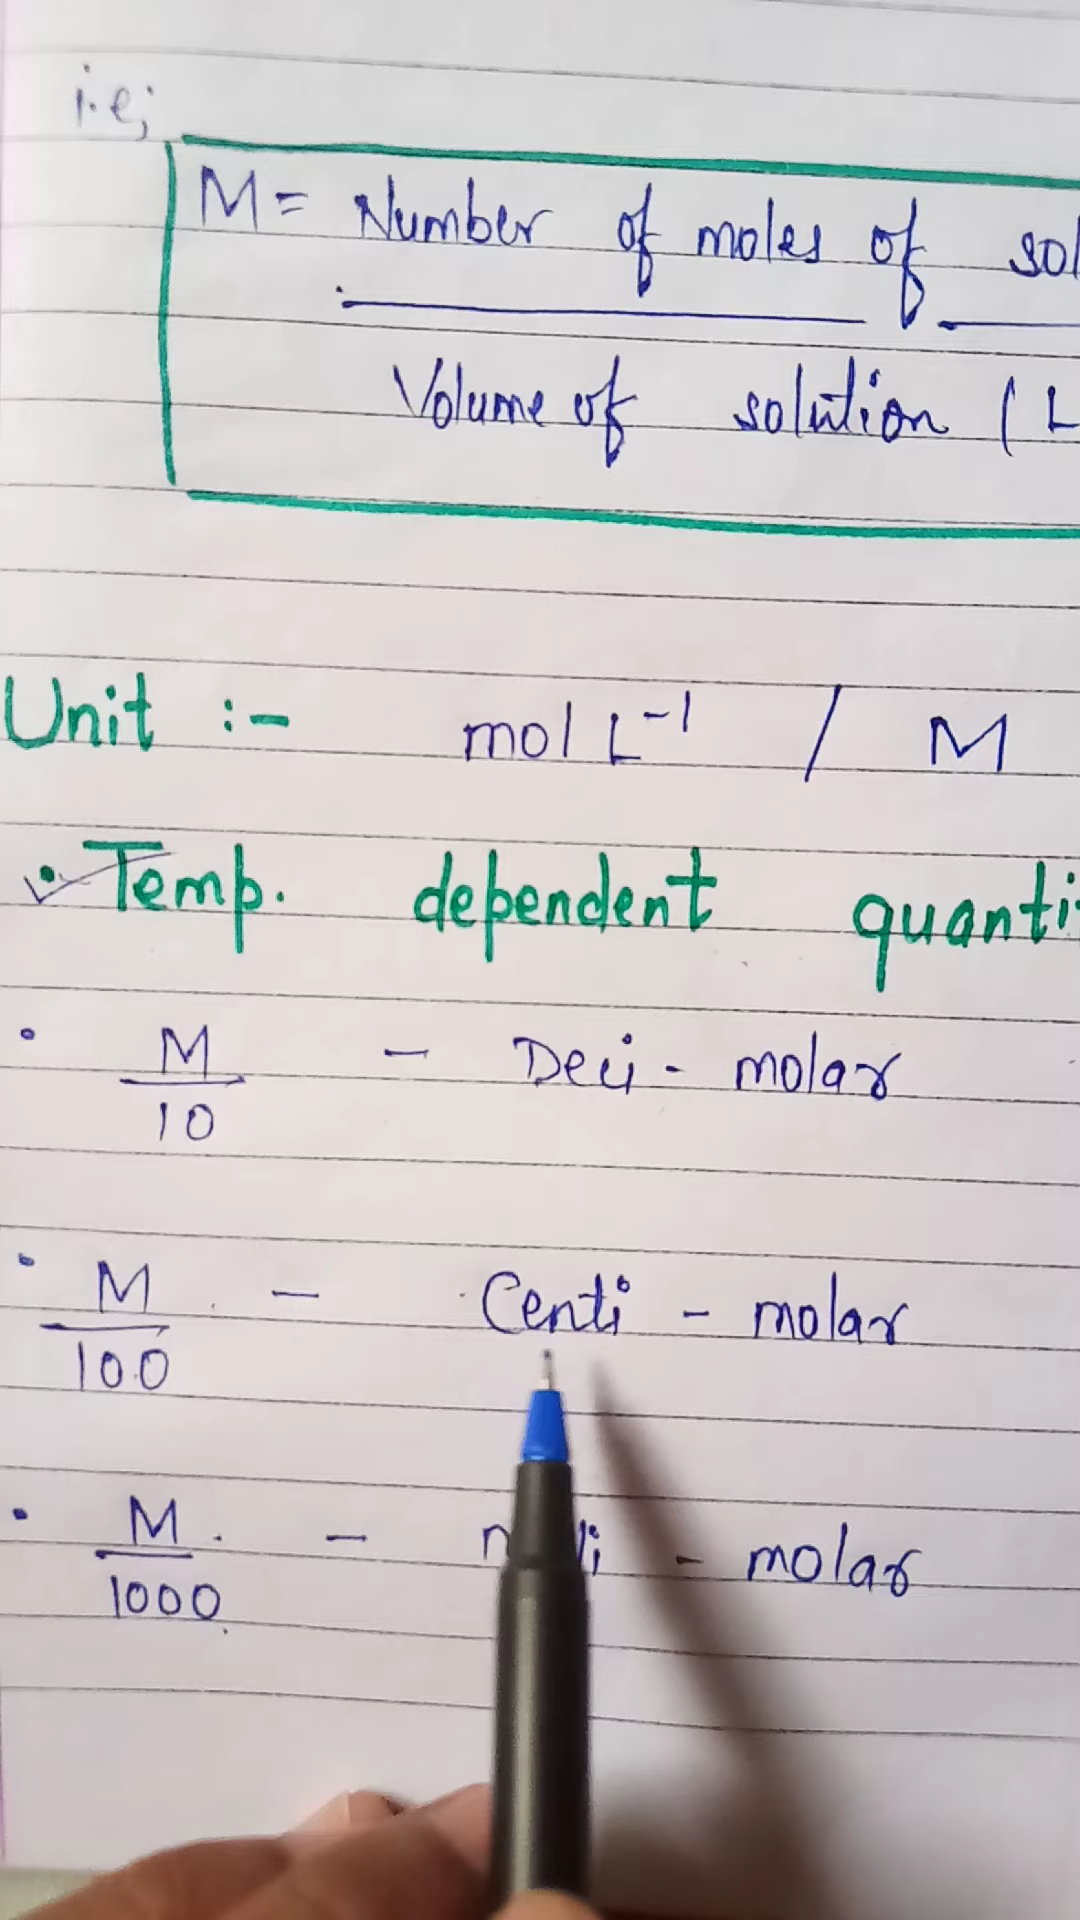 i.e;
M = Number of moles of
Volume of solution (L
Unit :- mol L⁻¹ / M
• Temp. dependent
• M/10 - Deci - molar
• M/100 - Centi - molar
• M/1000 - - molar